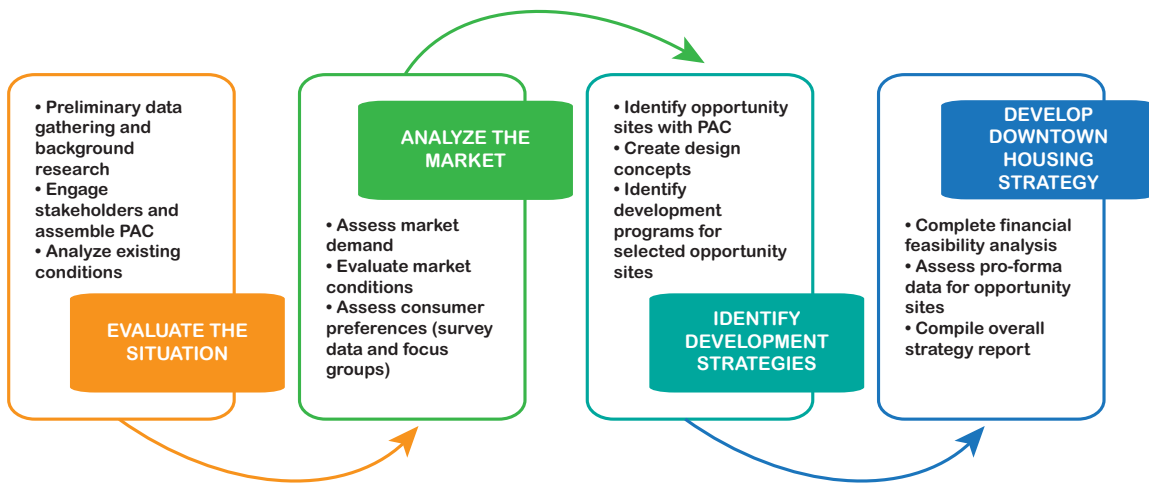 • Preliminary data
gathering and
background
research
• Engage
stakeholders and
assemble PAC
• Analyze existing
conditions
EVALUATE THE
SITUATION
ANALYZE THE
MARKET
• Assess market
demand
• Evaluate market
conditions
• Assess consumer
preferences (survey
data and focus
groups)
• Identify opportunity
sites with PAC
• Create design
concepts
• Identify
development
programs for
selected opportunity
sites
IDENTIFY
DEVELOPMENT
STRATEGIES
DEVELOP
DOWNTOWN
HOUSING
STRATEGY
• Complete financial
feasibility analysis
• Assess pro-forma
data for opportunity
sites
• Compile overall
strategy report